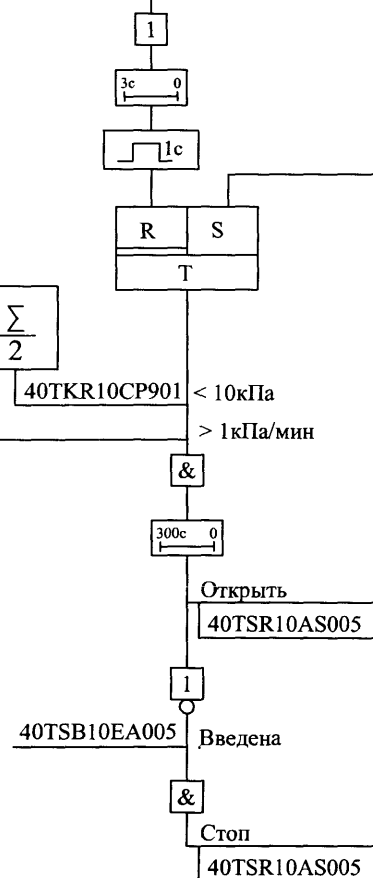 1
3с 0
1с
R S
T
Σ
2
40TKR10CP901 < 10кПа
> 1кПа/мин
&
300с 0
Открыть
40TSR10AS005
1
40TSB10EA005 Введена
&
Стоп
40TSR10AS005